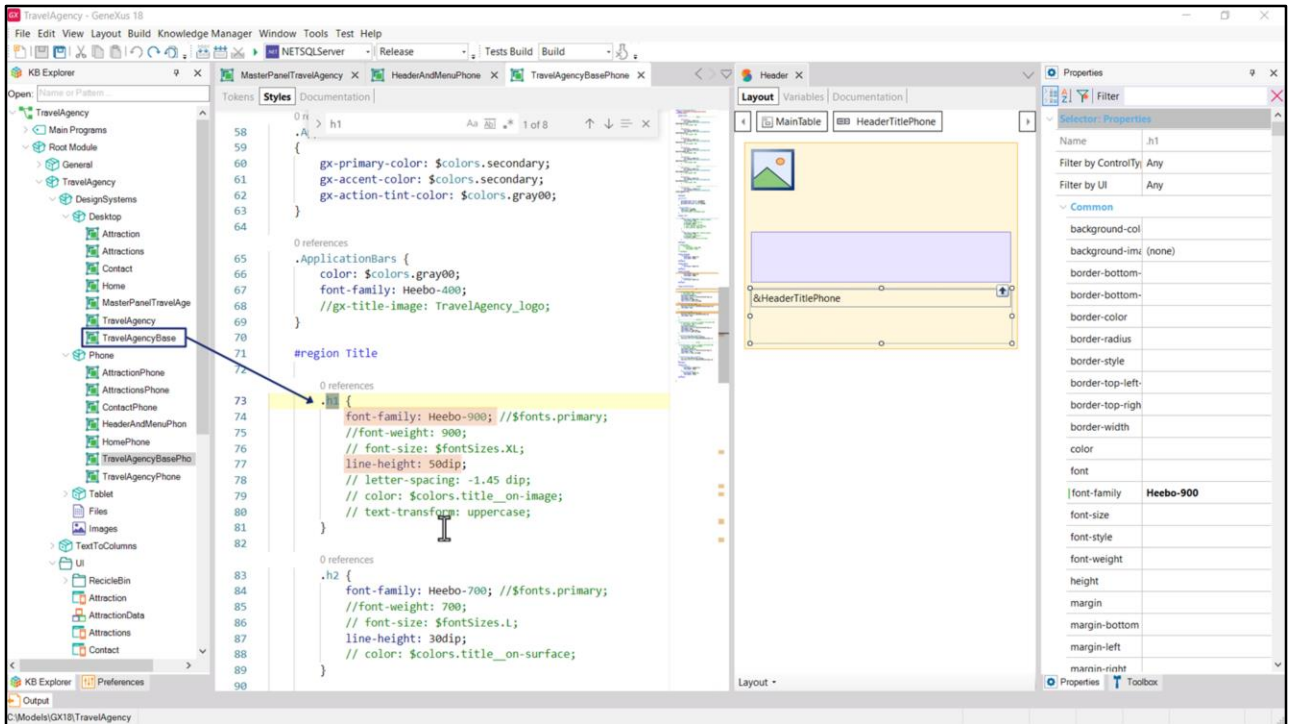 GX TravelAgency - GeneXus 18
File Edit View Layout Build Knowledge Manager Window Tools Test Help
NETSQLServer Release Tests Build Build
KB Explorer
Open: Name or Pattern...
TravelAgency
Main Programs
Root Module
General
TravelAgency
DesignSystems
Desktop
Attraction
Attractions
Contact
Home
MasterPanelTravelAge
TravelAgency
TravelAgencyBase
Phone
AttractionPhone
AttractionsPhone
ContactPhone
HeaderAndMenuPhon
HomePhone
TravelAgencyBasePho
TravelAgencyPhone
Tablet
Files
Images
TextToColumns
UI
RecicleBin
Attraction
AttractionData
Attractions
Contact
KB Explorer Preferences
Output
C:\Models\GX18\TravelAgency
MasterPanelTravelAgency HeaderAndMenuPhone TravelAgencyBasePhone
Tokens Styles Documentation
h1 1 of 8
58
59 {
60 gx-primary-color: $colors.secondary;
61 gx-accent-color: $colors.secondary;
62 gx-action-tint-color: $colors.gray00;
63 }
64
0 references
65 .ApplicationBars {
66 color: $colors.gray00;
67 font-family: Heebo-400;
68 //gx-title-image: TravelAgency_logo;
69 }
70
71 #region Title
72
0 references
73 .h1 {
74 font-family: Heebo-900; //$fonts.primary;
75 //font-weight: 900;
76 // font-size: $fontSizes.XL;
77 line-height: 50dip;
78 // letter-spacing: -1.45 dip;
79 // color: $colors.title__on-image;
80 // text-transform: uppercase;
81 }
82
0 references
83 .h2 {
84 font-family: Heebo-700; //$fonts.primary;
85 //font-weight: 700;
86 // font-size: $fontSizes.L;
87 line-height: 30dip;
88 // color: $colors.title__on-surface;
89 }
90
Header
Layout Variables Documentation
MainTable HeaderTitlePhone
&HeaderTitlePhone
Layout
Properties
Filter
Selector: Properties
Name .h1
Filter by ControlTy Any
Filter by UI Any
Common
background-col
background-ima (none)
border-bottom-
border-bottom-
border-color
border-radius
border-style
border-top-left-
border-top-righ
border-width
color
font
font-family Heebo-900
font-size
font-style
font-weight
height
margin
margin-bottom
margin-left
margin-right
Properties Toolbox